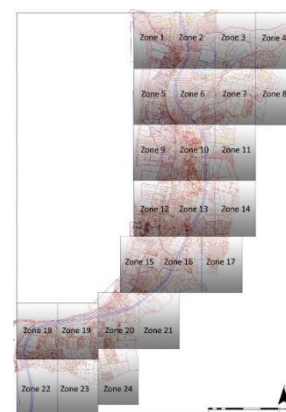 Zone 1 Zone 2 Zone 3 Zone 4
Zone 5 Zone 6 Zone 7 Zone 8
Zone 9 Zone 10 Zone 11
Zone 12 Zone 13 Zone 14
Zone 15 Zone 16 Zone 17
Zone 18 Zone 19 Zone 20 Zone 21
Zone 22 Zone 23 Zone 24